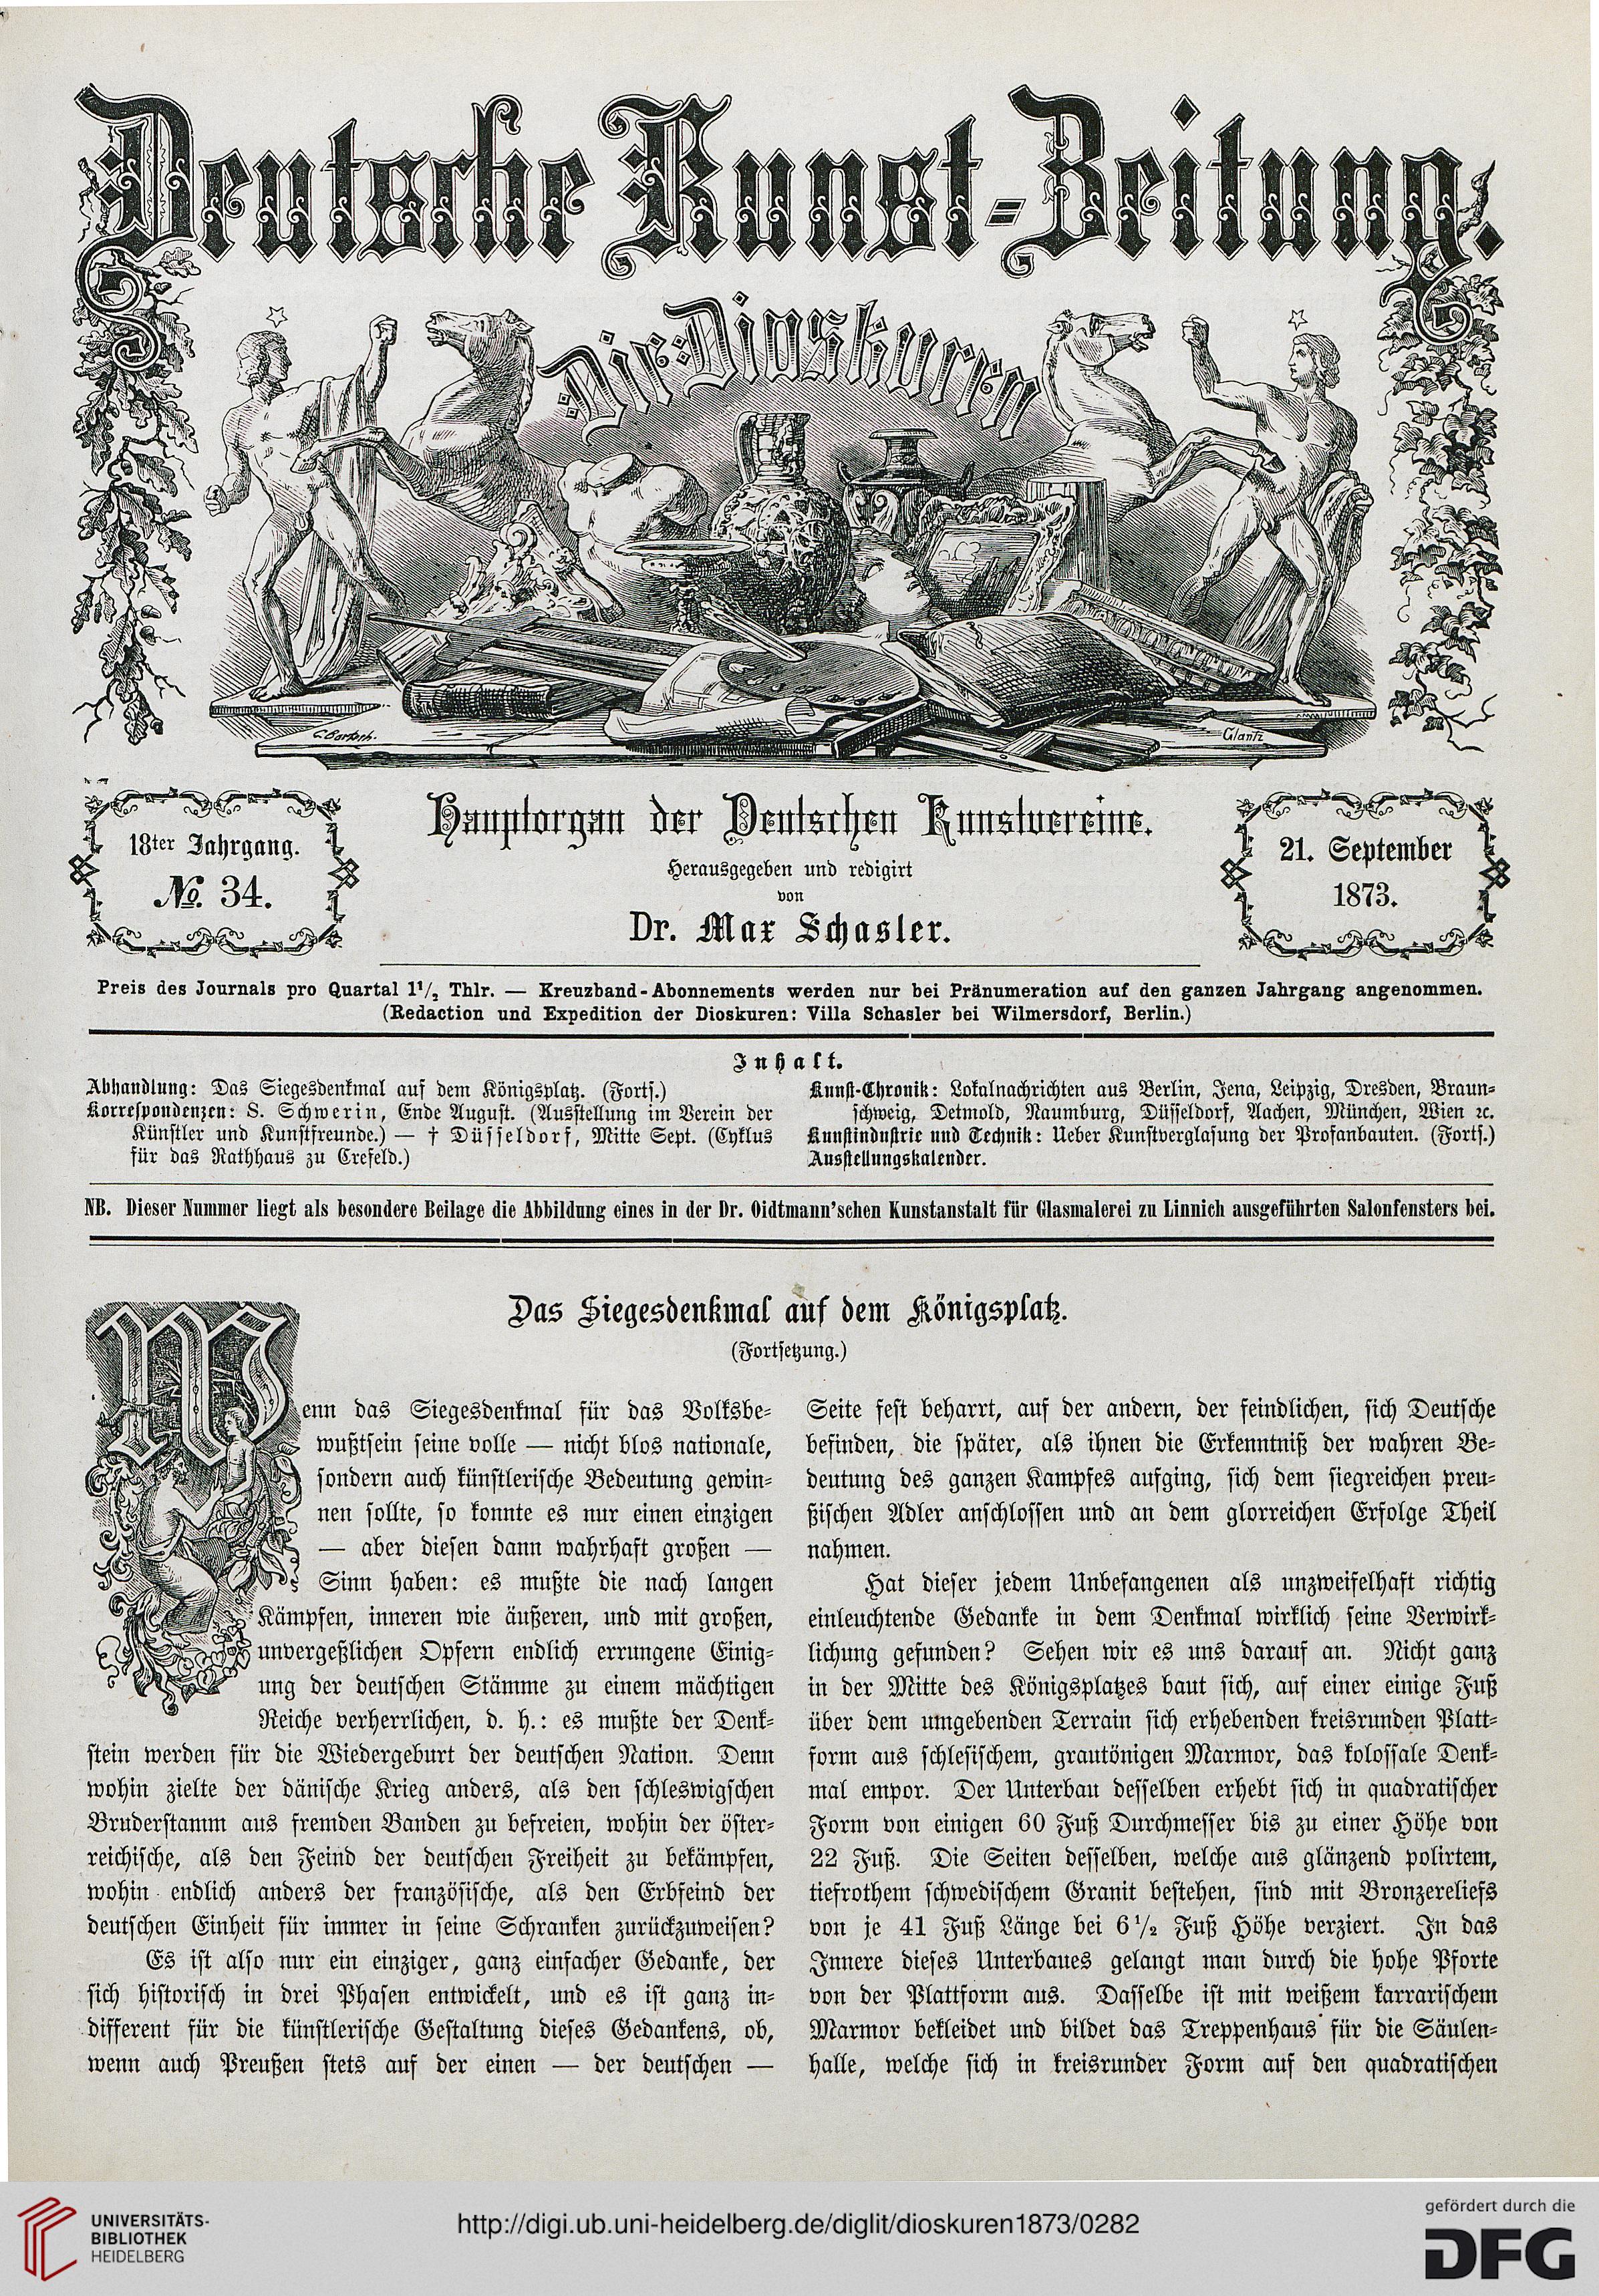 Deutsche Kunst-Zeitung.
Die Dioskuren
C. Bartsch.
Glantz
18ter Jahrgang.
№. 34.
Hauptorgan der Deutschen Kunstvereine.
Herausgegeben und redigirt
von
Dr. Max Schasler.
21. September
1873.
Preis des Journals pro Quartal 1¹/₂ Thlr. — Kreuzband-Abonnements werden nur bei Pränumeration auf den ganzen Jahrgang angenommen.
(Redaction und Expedition der Dioskuren: Villa Schasler bei Wilmersdorf, Berlin.)
Inhalt.
Abhandlung: Das Siegesdenkmal auf dem Königsplatz. (Forts.)
Korrespondenzen: S. Schwerin, Ende August. (Ausstellung im Verein der
Künstler und Kunstfreunde.) — † Düsseldorf, Mitte Sept. (Cyklus
für das Rathhaus zu Crefeld.)
Kunst-Chronik: Lokalnachrichten aus Berlin, Jena, Leipzig, Dresden, Braun-
schweig, Detmold, Naumburg, Düsseldorf, Aachen, München, Wien ꝛc.
Kunstindustrie und Technik: Ueber Kunstverglasung der Profanbauten. (Forts.)
Ausstellungskalender.
NB. Dieser Nummer liegt als besondere Beilage die Abbildung eines in der Dr. Oidtmann'schen Kunstanstalt für Glasmalerei zu Linnich ausgeführten Salonfensters bei.
Das Siegesdenkmal auf dem Königsplatz.
(Fortsetzung.)
Wenn das Siegesdenkmal für das Volksbe-
wußtsein seine volle — nicht blos nationale,
sondern auch künstlerische Bedeutung gewin-
nen sollte, so konnte es nur einen einzigen
— aber diesen dann wahrhaft großen —
Sinn haben: es mußte die nach langen
Kämpfen, inneren wie äußeren, und mit großen,
unvergeßlichen Opfern endlich errungene Einig-
ung der deutschen Stämme zu einem mächtigen
Reiche verherrlichen, d. h.: es mußte der Denk-
stein werden für die Wiedergeburt der deutschen Nation. Denn
wohin zielte der dänische Krieg anders, als den schleswigschen
Bruderstamm aus fremden Banden zu befreien, wohin der öster-
reichische, als den Feind der deutschen Freiheit zu bekämpfen,
wohin endlich anders der französische, als den Erbfeind der
deutschen Einheit für immer in seine Schranken zurückzuweisen?
Es ist also nur ein einziger, ganz einfacher Gedanke, der
sich historisch in drei Phasen entwickelt, und es ist ganz in-
different für die künstlerische Gestaltung dieses Gedankens, ob,
wenn auch Preußen stets auf der einen — der deutschen —
Seite fest beharrt, auf der andern, der feindlichen, sich Deutsche
befinden, die später, als ihnen die Erkenntniß der wahren Be-
deutung des ganzen Kampfes aufging, sich dem siegreichen preu-
ßischen Adler anschlossen und an dem glorreichen Erfolge Theil
nahmen.
Hat dieser jedem Unbefangenen als unzweifelhaft richtig
einleuchtende Gedanke in dem Denkmal wirklich seine Verwirk-
lichung gefunden? Sehen wir es uns darauf an. Nicht ganz
in der Mitte des Königsplatzes baut sich, auf einer einige Fuß
über dem umgebenden Terrain sich erhebenden kreisrunden Platt-
form aus schlesischem, grautönigen Marmor, das kolossale Denk-
mal empor. Der Unterbau desselben erhebt sich in quadratischer
Form von einigen 60 Fuß Durchmesser bis zu einer Höhe von
22 Fuß. Die Seiten desselben, welche aus glänzend polirtem,
tiefrothem schwedischem Granit bestehen, sind mit Bronzereliefs
von je 41 Fuß Länge bei 6¹/₂ Fuß Höhe verziert. In das
Innere dieses Unterbaues gelangt man durch die hohe Pforte
von der Plattform aus. Dasselbe ist mit weißem karrarischem
Marmor bekleidet und bildet das Treppenhaus für die Säulen-
halle, welche sich in kreisrunder Form auf den quadratischen
UNIVERSITÄTS-
BIBLIOTHEK
HEIDELBERG
http://digi.ub.uni-heidelberg.de/diglit/dioskuren1873/0282
gefördert durch die
DFG